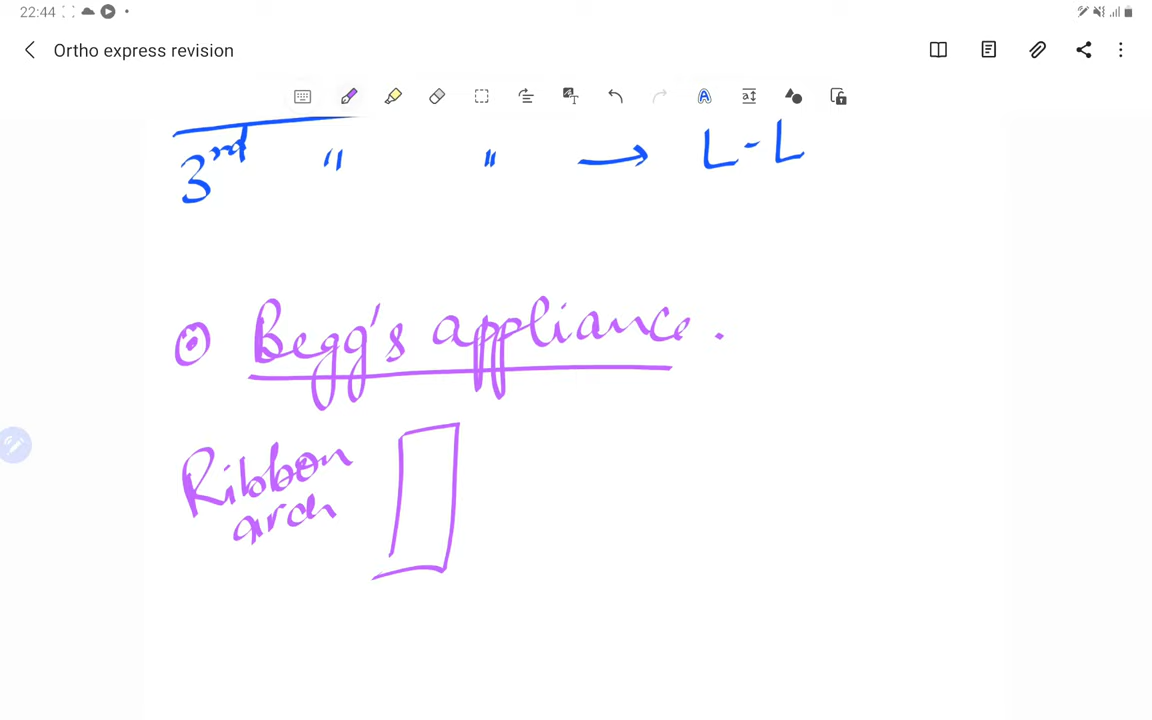 22:44
Ortho express revision
3rd " " → L-L
⊙ Begg's appliance.
Ribbon
arch